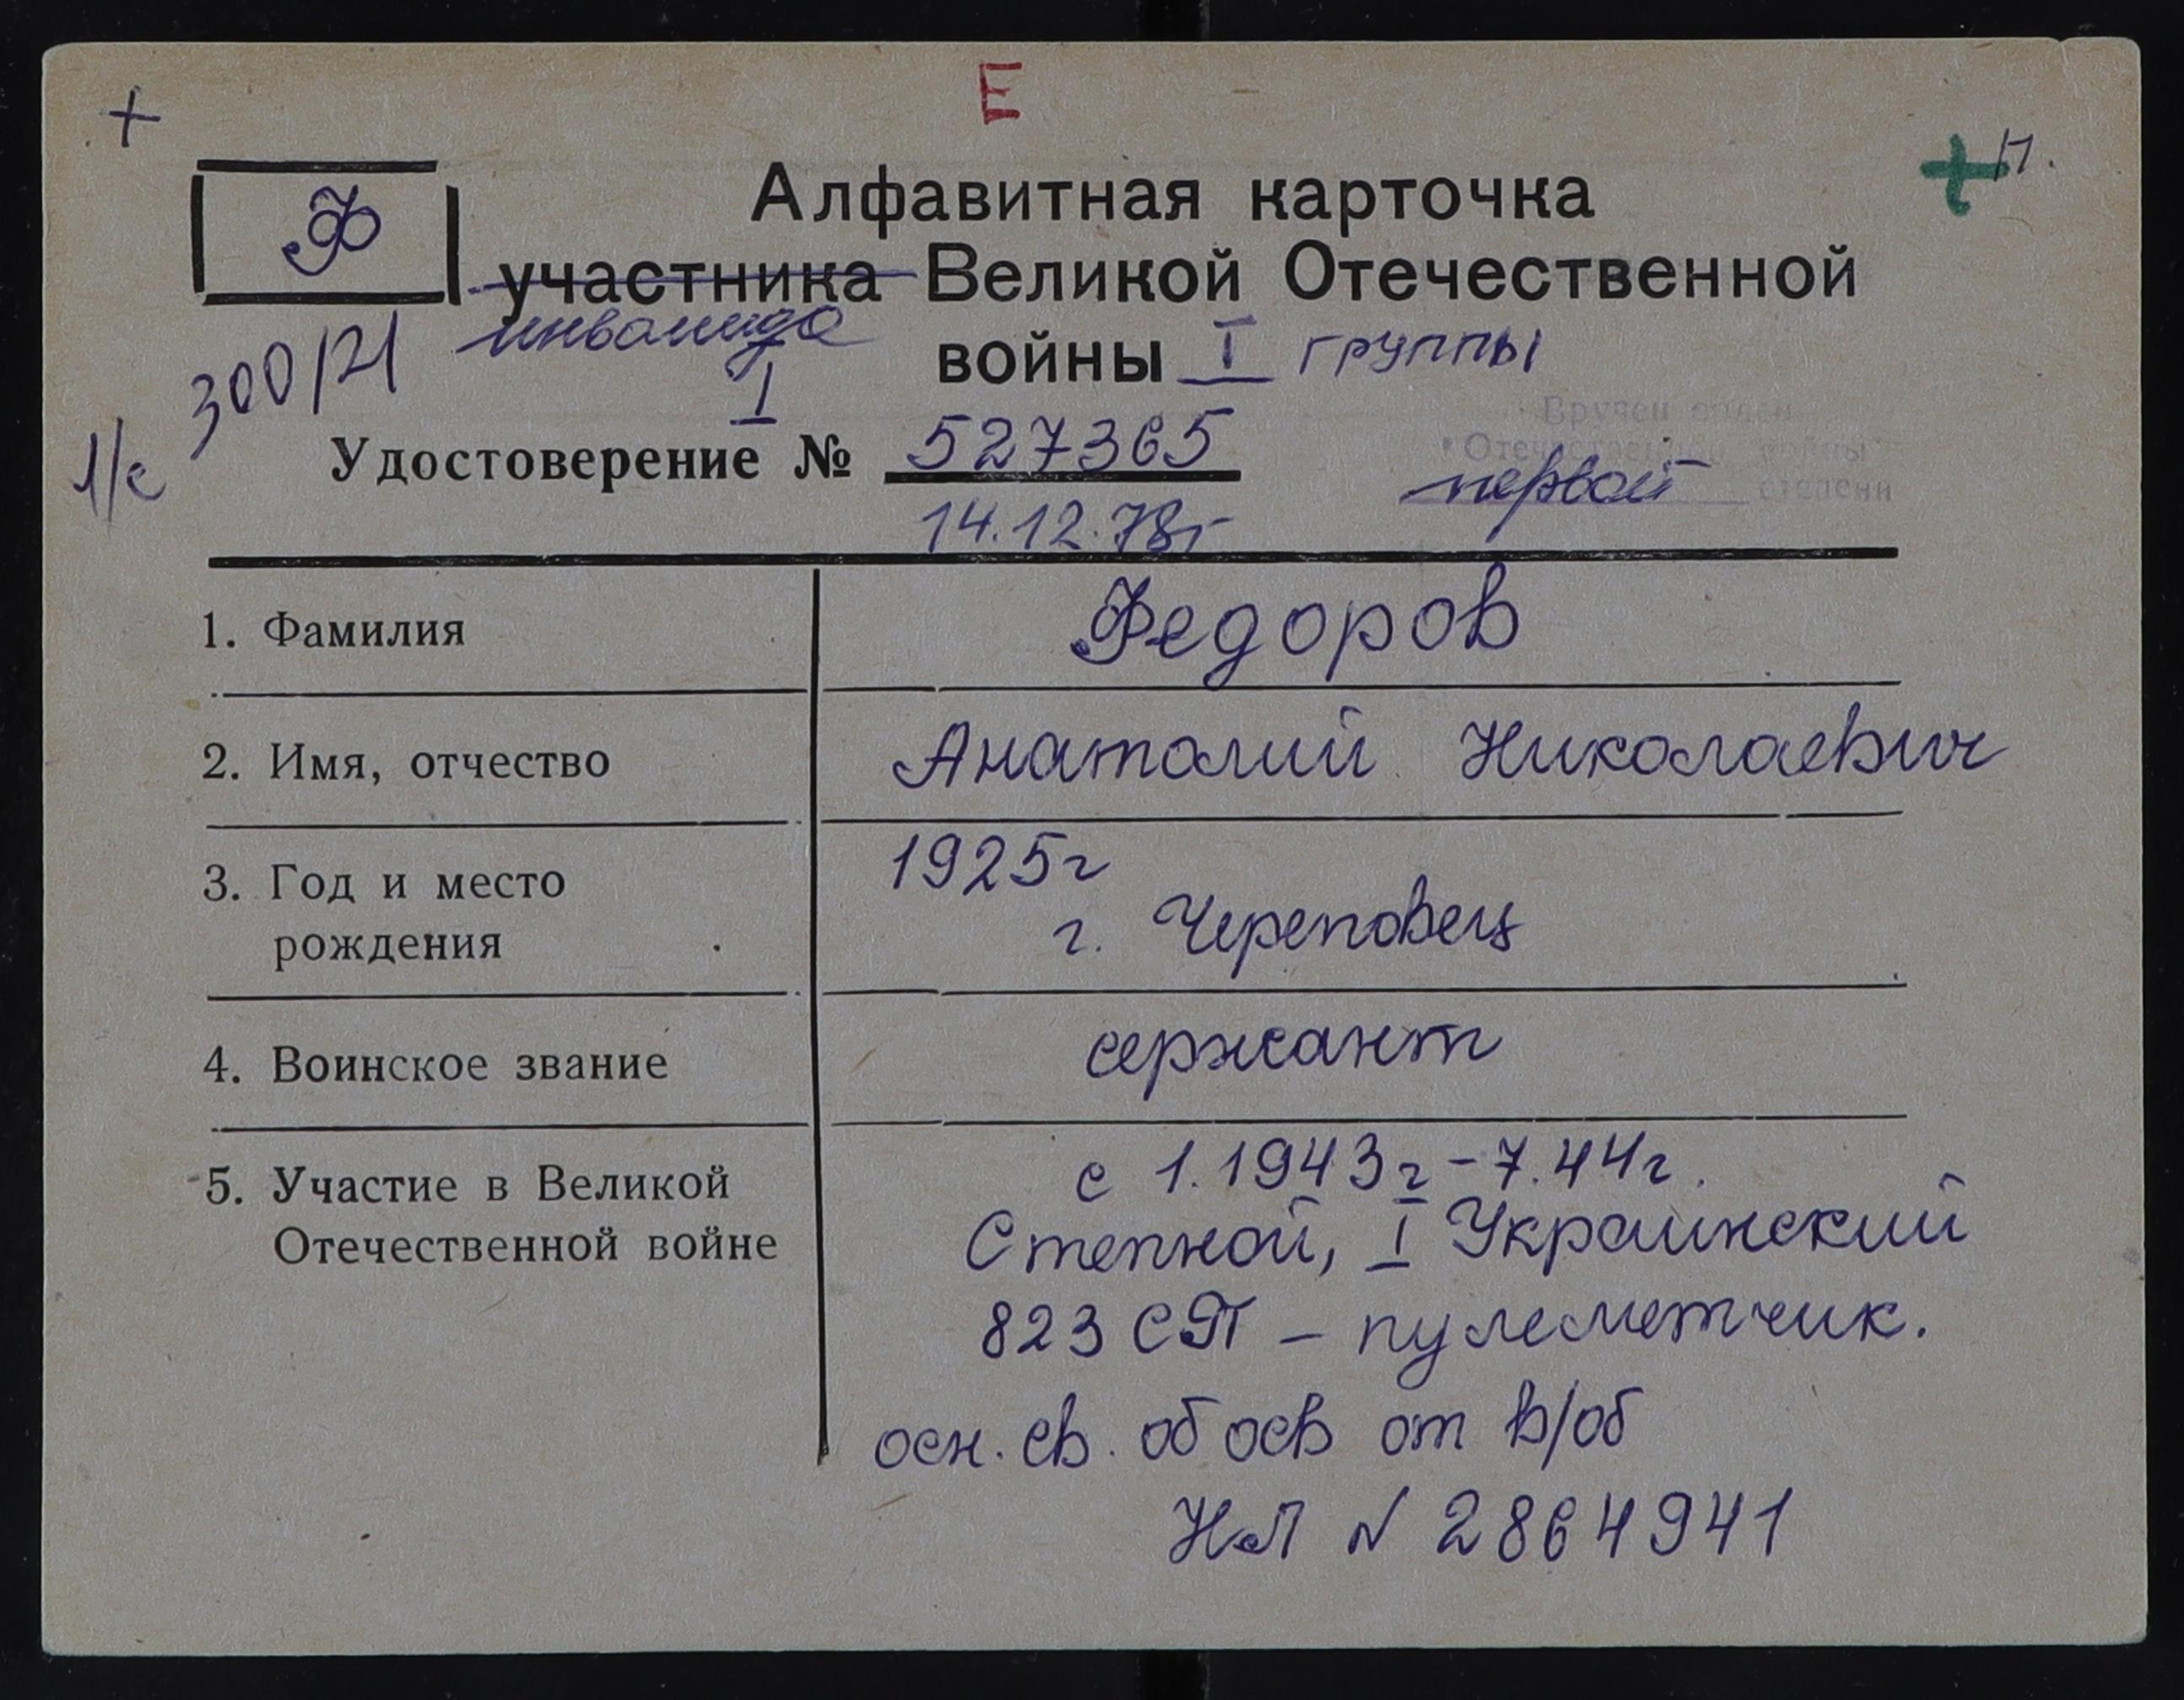 Е
+
+ п.
Ф
Алфавитная карточка
участника Великой Отечественной
инвалида
войны I группы
I
300/21
1/с
Удостоверение № 527365
14.12.78г
Вручен орден
Отечественной войны
первой степени
1. Фамилия
Федоров
2. Имя, отчество
Анатолий Николаевич
3. Год и место
рождения
1925г
г. Череповец
4. Воинское звание
сержант
5. Участие в Великой
Отечественной войне
с 1.1943г - 7.44г.
Степной, I Украинский
823 СП – пулеметчик.
осн. св. об осв от в/об
НЛ № 2864941